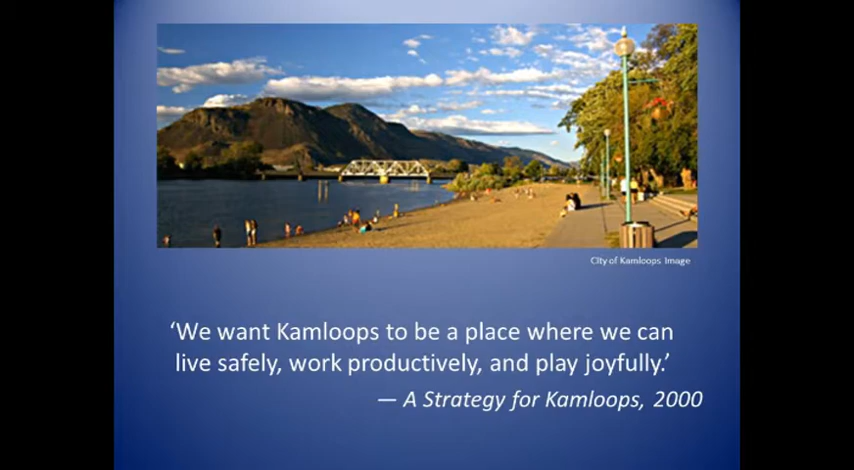 City of Kamloops Image
‘We want Kamloops to be a place where we can
live safely, work productively, and play joyfully.’
— A Strategy for Kamloops, 2000